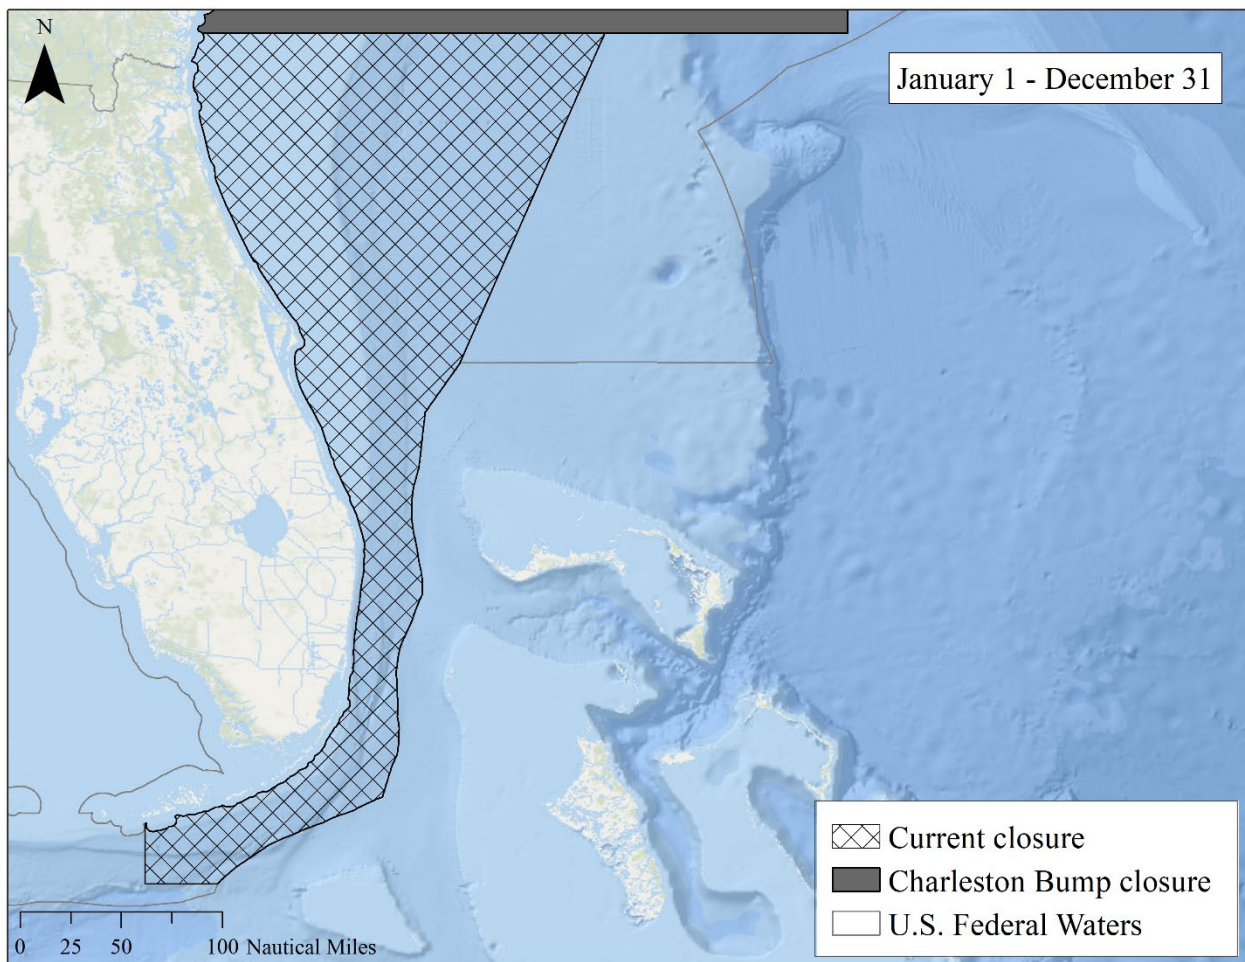 N
January 1 - December 31
Current closure
Charleston Bump closure
U.S. Federal Waters
0 25 50 100 Nautical Miles